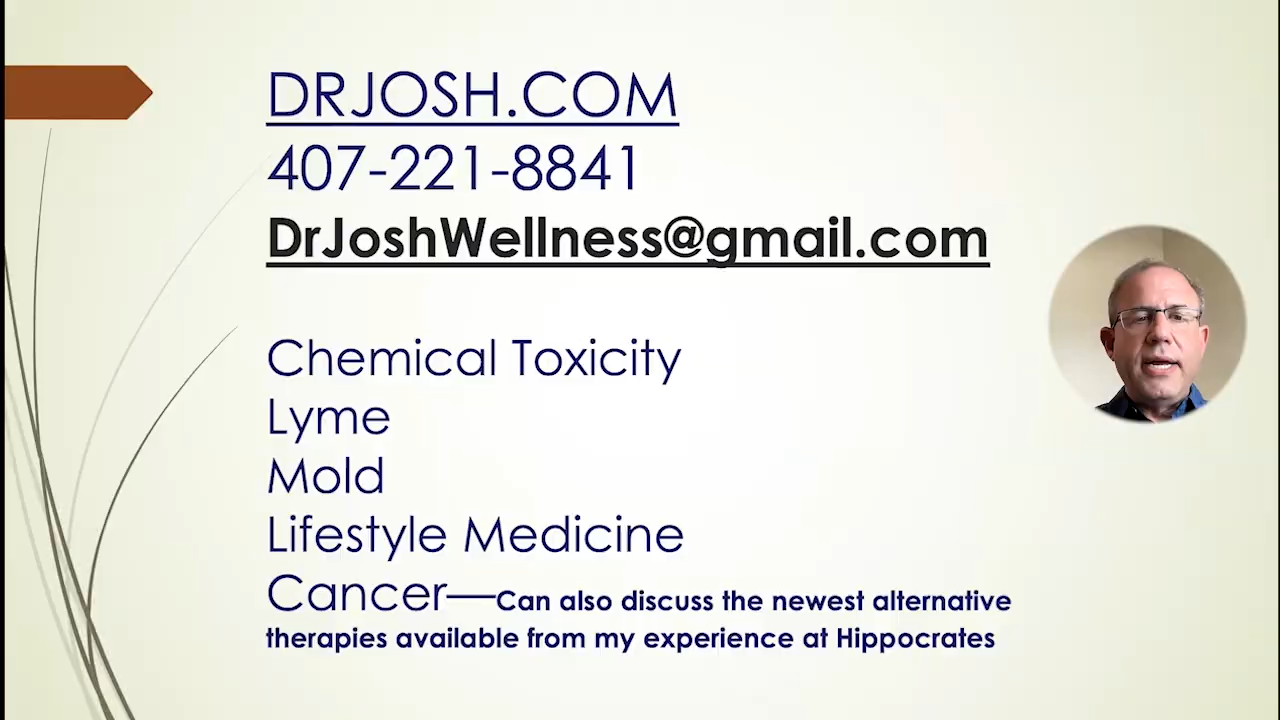 DRJOSH.COM
407-221-8841
DrJoshWellness@gmail.com
Chemical Toxicity
Lyme
Mold
Lifestyle Medicine
Cancer—Can also discuss the newest alternative
therapies available from my experience at Hippocrates